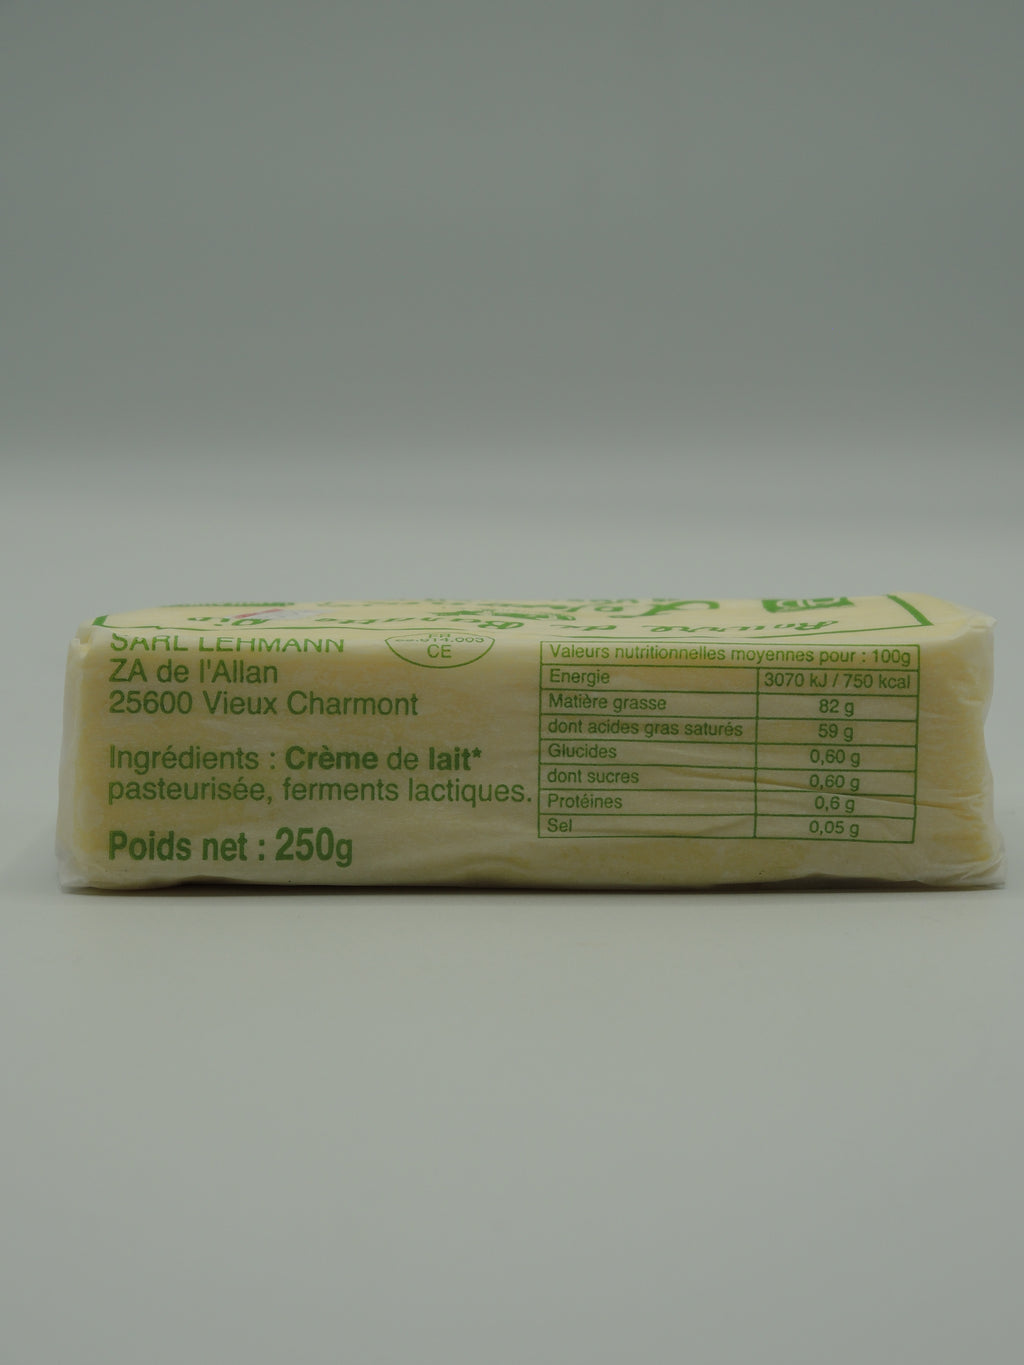 SARL LEHMANN
ZA de l'Allan
25600 Vieux Charmont
CE
Ingrédients : Crème de lait*
pasteurisée, ferments lactiques.
Poids net : 250g
Valeurs nutritionnelles moyennes pour : 100g
Energie 3070 kJ / 750 kcal
Matière grasse 82 g
dont acides gras saturés 59 g
Glucides 0,60 g
dont sucres 0,60 g
Protéines 0,6 g
Sel 0,05 g